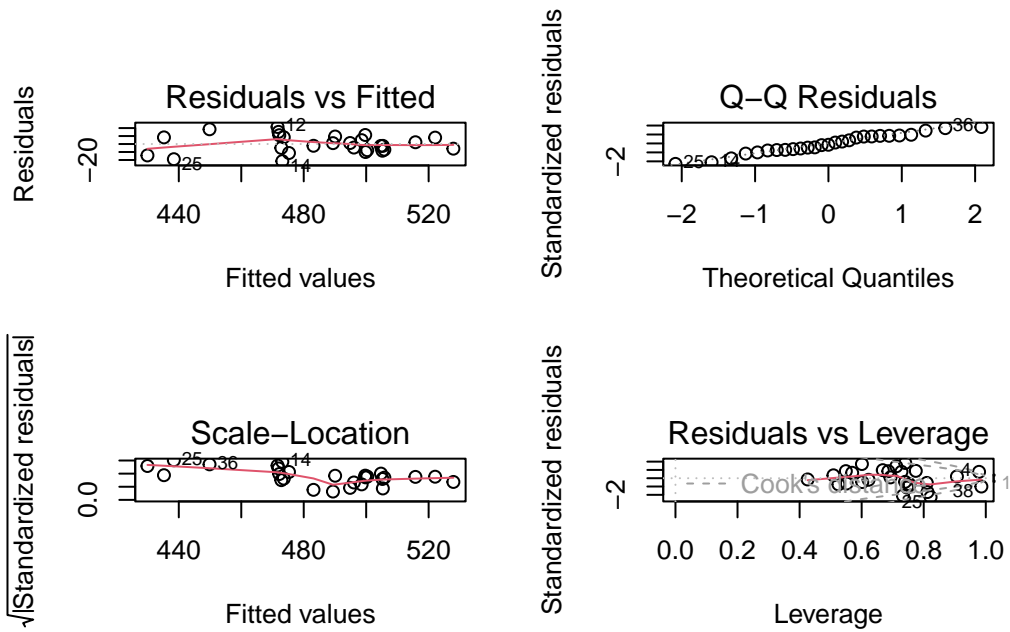 Residuals vs Fitted
Residuals
−20
12
25
14
440
480
520
Fitted values
Q−Q Residuals
Standardized residuals
−2
25
14
36
−2
−1
0
1
2
Theoretical Quantiles
Scale−Location
√|Standardized residuals|
0.0
25
36
14
440
480
520
Fitted values
Residuals vs Leverage
Standardized residuals
−2
Cook's distance
4
38
25
1
0.0
0.2
0.4
0.6
0.8
1.0
Leverage